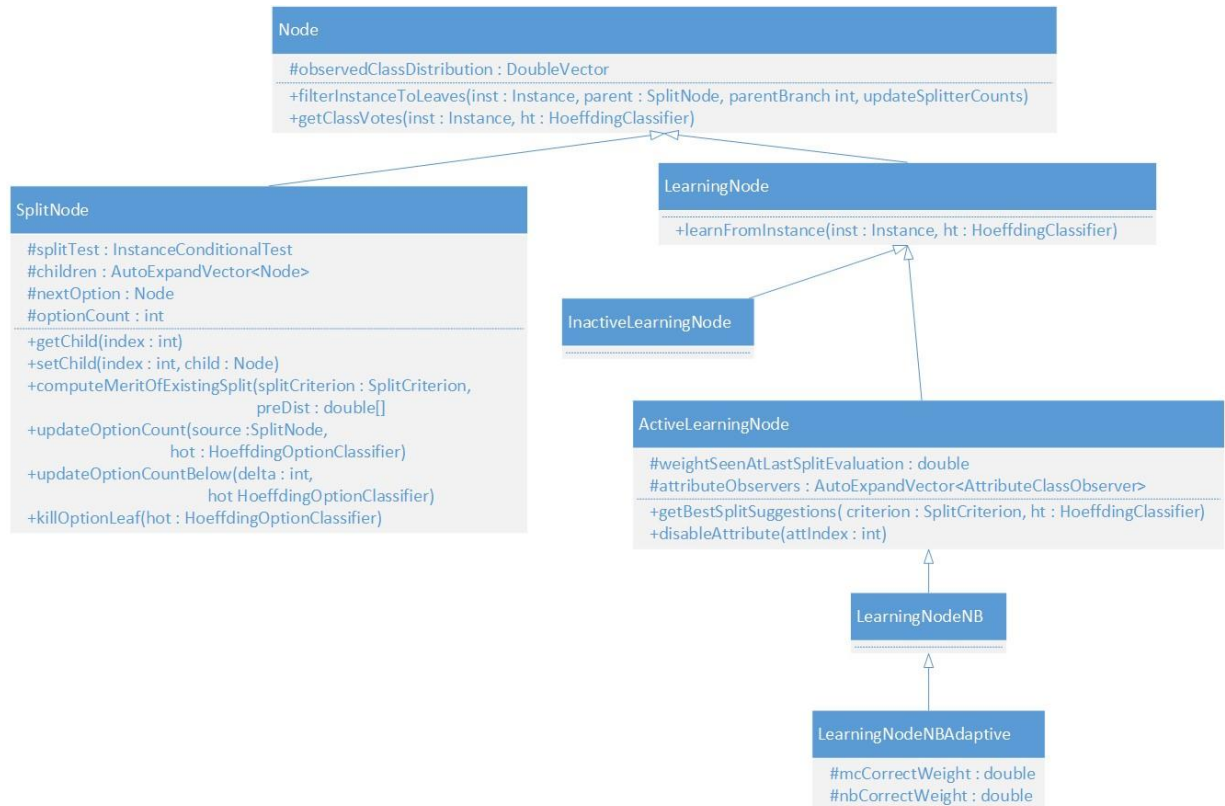 Node
#observedClassDistribution : DoubleVector
+filterInstanceToLeaves(inst : Instance, parent : SplitNode, parentBranch int, updateSplitterCounts)
+getClassVotes(inst : Instance, ht : HoeffdingClassifier)
SplitNode
#splitTest : InstanceConditionalTest
#children : AutoExpandVector<Node>
#nextOption : Node
#optionCount : int
+getChild(index : int)
+setChild(index : int, child : Node)
+computeMeritOfExistingSplit(splitCriterion : SplitCriterion,
preDist : double[]
+updateOptionCount(source :SplitNode,
hot : HoeffdingOptionClassifier)
+updateOptionCountBelow(delta : int,
hot HoeffdingOptionClassifier)
+killOptionLeaf(hot : HoeffdingOptionClassifier)
LearningNode
+learnFromInstance(inst : Instance, ht : HoeffdingClassifier)
InactiveLearningNode
ActiveLearningNode
#weightSeenAtLastSplitEvaluation : double
#attributeObservers : AutoExpandVector<AttributeClassObserver>
+getBestSplitSuggestions( criterion : SplitCriterion, ht : HoeffdingClassifier)
+disableAttribute(attIndex : int)
LearningNodeNB
LearningNodeNBAdaptive
#mcCorrectWeight : double
#nbCorrectWeight : double